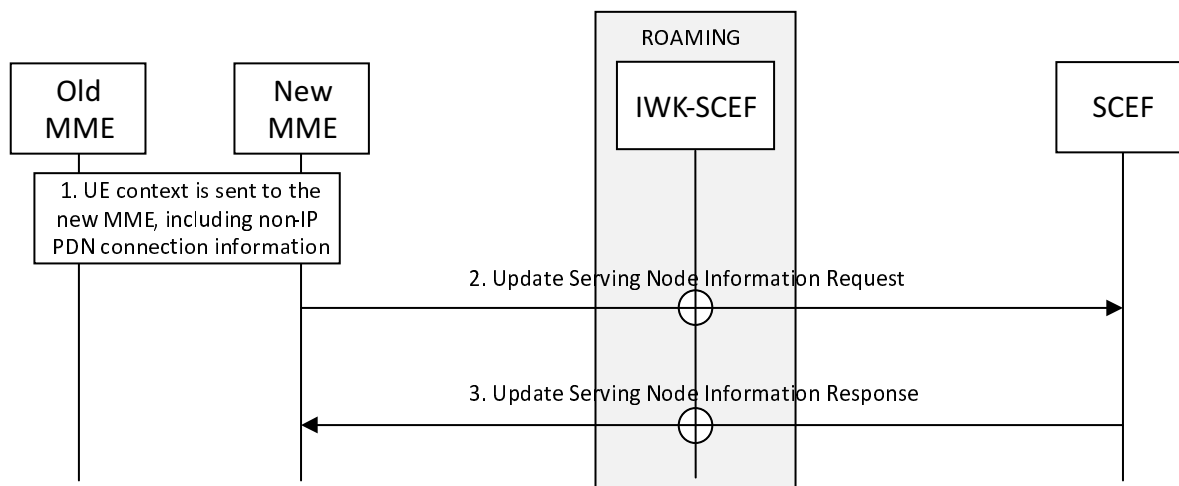 ROAMING
Old
MME
New
MME
IWK-SCEF
SCEF
1. UE context is sent to the
new MME, including non-IP
PDN connection information
2. Update Serving Node Information Request
3. Update Serving Node Information Response